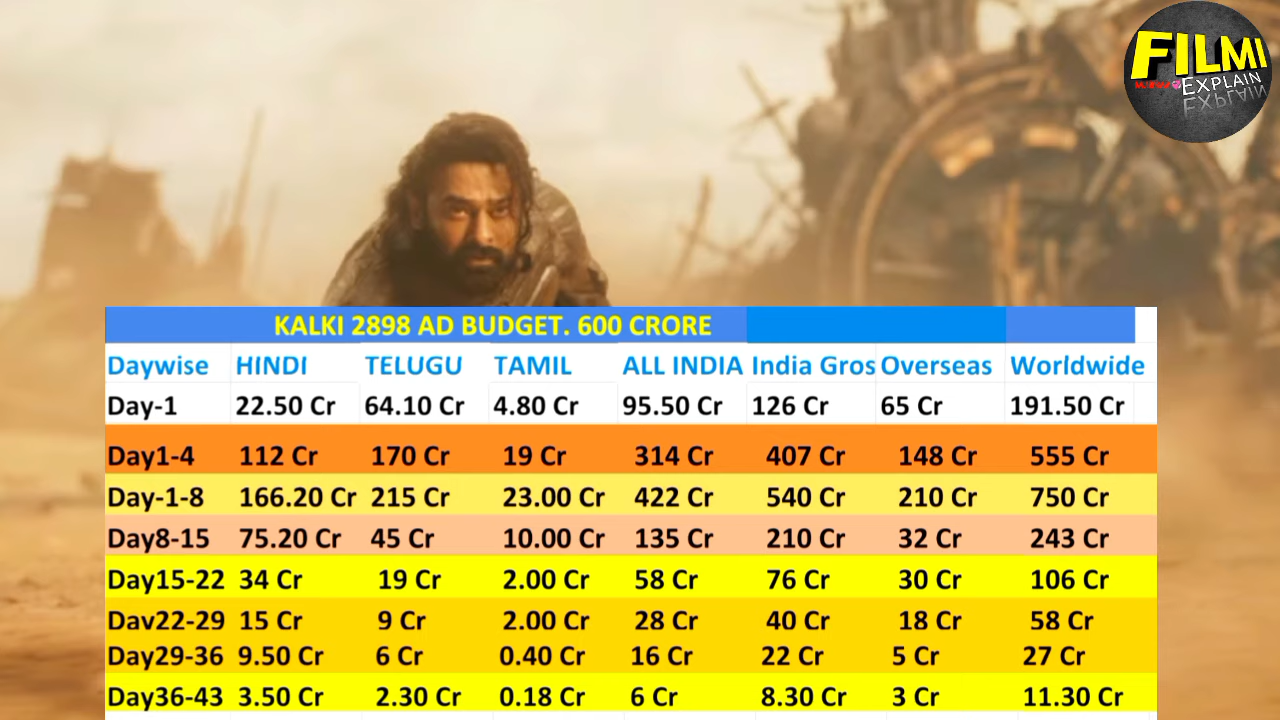 FILMI
EXPLAIN
KALKI 2898 AD BUDGET. 600 CRORE
Daywise HINDI TELUGU TAMIL ALL INDIA India Gros Overseas Worldwide
Day-1 22.50 Cr 64.10 Cr 4.80 Cr 95.50 Cr 126 Cr 65 Cr 191.50 Cr
Day1-4 112 Cr 170 Cr 19 Cr 314 Cr 407 Cr 148 Cr 555 Cr
Day-1-8 166.20 Cr 215 Cr 23.00 Cr 422 Cr 540 Cr 210 Cr 750 Cr
Day8-15 75.20 Cr 45 Cr 10.00 Cr 135 Cr 210 Cr 32 Cr 243 Cr
Day15-22 34 Cr 19 Cr 2.00 Cr 58 Cr 76 Cr 30 Cr 106 Cr
Day22-29 15 Cr 9 Cr 2.00 Cr 28 Cr 40 Cr 18 Cr 58 Cr
Day29-36 9.50 Cr 6 Cr 0.40 Cr 16 Cr 22 Cr 5 Cr 27 Cr
Day36-43 3.50 Cr 2.30 Cr 0.18 Cr 6 Cr 8.30 Cr 3 Cr 11.30 Cr